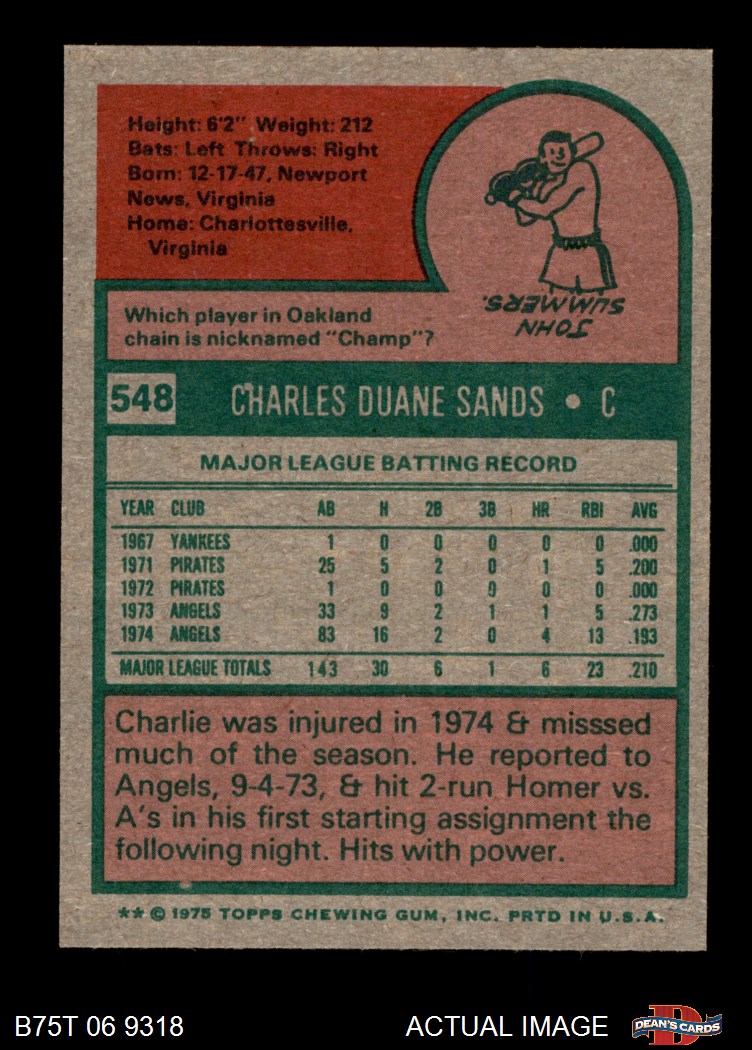 Height: 6'2" Weight: 212
Bats: Left Throws: Right
Born: 12-17-47, Newport
News, Virginia
Home: Charlottesville,
Virginia
Which player in Oakland
chain is nicknamed "Champ"?
JOHN
SUMMERS.
548 CHARLES DUANE SANDS • C
MAJOR LEAGUE BATTING RECORD
YEAR CLUB AB H 2B 3B HR RBI AVG
1967 YANKEES 1 0 0 0 0 0 .000
1971 PIRATES 25 5 2 0 1 5 .200
1972 PIRATES 1 0 0 0 0 0 .000
1973 ANGELS 33 9 2 1 1 5 .273
1974 ANGELS 83 16 2 0 4 13 .193
MAJOR LEAGUE TOTALS 143 30 6 1 6 23 .210
Charlie was injured in 1974 & misssed
much of the season. He reported to
Angels, 9-4-73, & hit 2-run Homer vs.
A's in his first starting assignment the
following night. Hits with power.
** © 1975 TOPPS CHEWING GUM, INC. PRTD IN U.S.A.
B75T 06 9318 ACTUAL IMAGE D DEAN'S CARDS